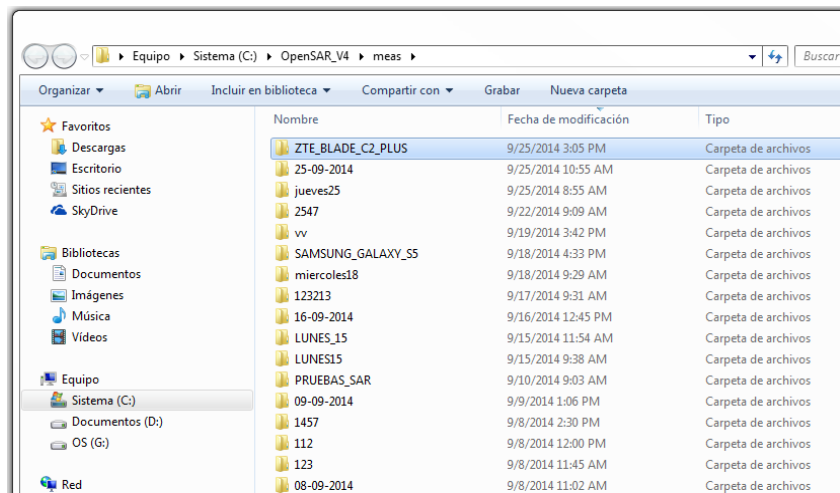 Equipo ▸ Sistema (C:) ▸ OpenSAR_V4 ▸ meas ▸ Buscar
Organizar Abrir Incluir en biblioteca Compartir con Grabar Nueva carpeta
Nombre Fecha de modificación Tipo
Favoritos
Descargas
Escritorio
Sitios recientes
SkyDrive
Bibliotecas
Documentos
Imágenes
Música
Vídeos
Equipo
Sistema (C:)
Documentos (D:)
OS (G:)
Red
ZTE_BLADE_C2_PLUS 9/25/2014 3:05 PM Carpeta de archivos
25-09-2014 9/25/2014 10:55 AM Carpeta de archivos
jueves25 9/25/2014 8:55 AM Carpeta de archivos
2547 9/22/2014 9:09 AM Carpeta de archivos
vv 9/19/2014 3:42 PM Carpeta de archivos
SAMSUNG_GALAXY_S5 9/18/2014 4:33 PM Carpeta de archivos
miercoles18 9/18/2014 9:29 AM Carpeta de archivos
123213 9/17/2014 9:31 AM Carpeta de archivos
16-09-2014 9/16/2014 12:45 PM Carpeta de archivos
LUNES_15 9/15/2014 11:54 AM Carpeta de archivos
LUNES15 9/15/2014 9:38 AM Carpeta de archivos
PRUEBAS_SAR 9/10/2014 9:03 AM Carpeta de archivos
09-09-2014 9/9/2014 1:06 PM Carpeta de archivos
1457 9/8/2014 2:30 PM Carpeta de archivos
112 9/8/2014 12:00 PM Carpeta de archivos
123 9/8/2014 11:45 AM Carpeta de archivos
08-09-2014 9/8/2014 11:02 AM Carpeta de archivos